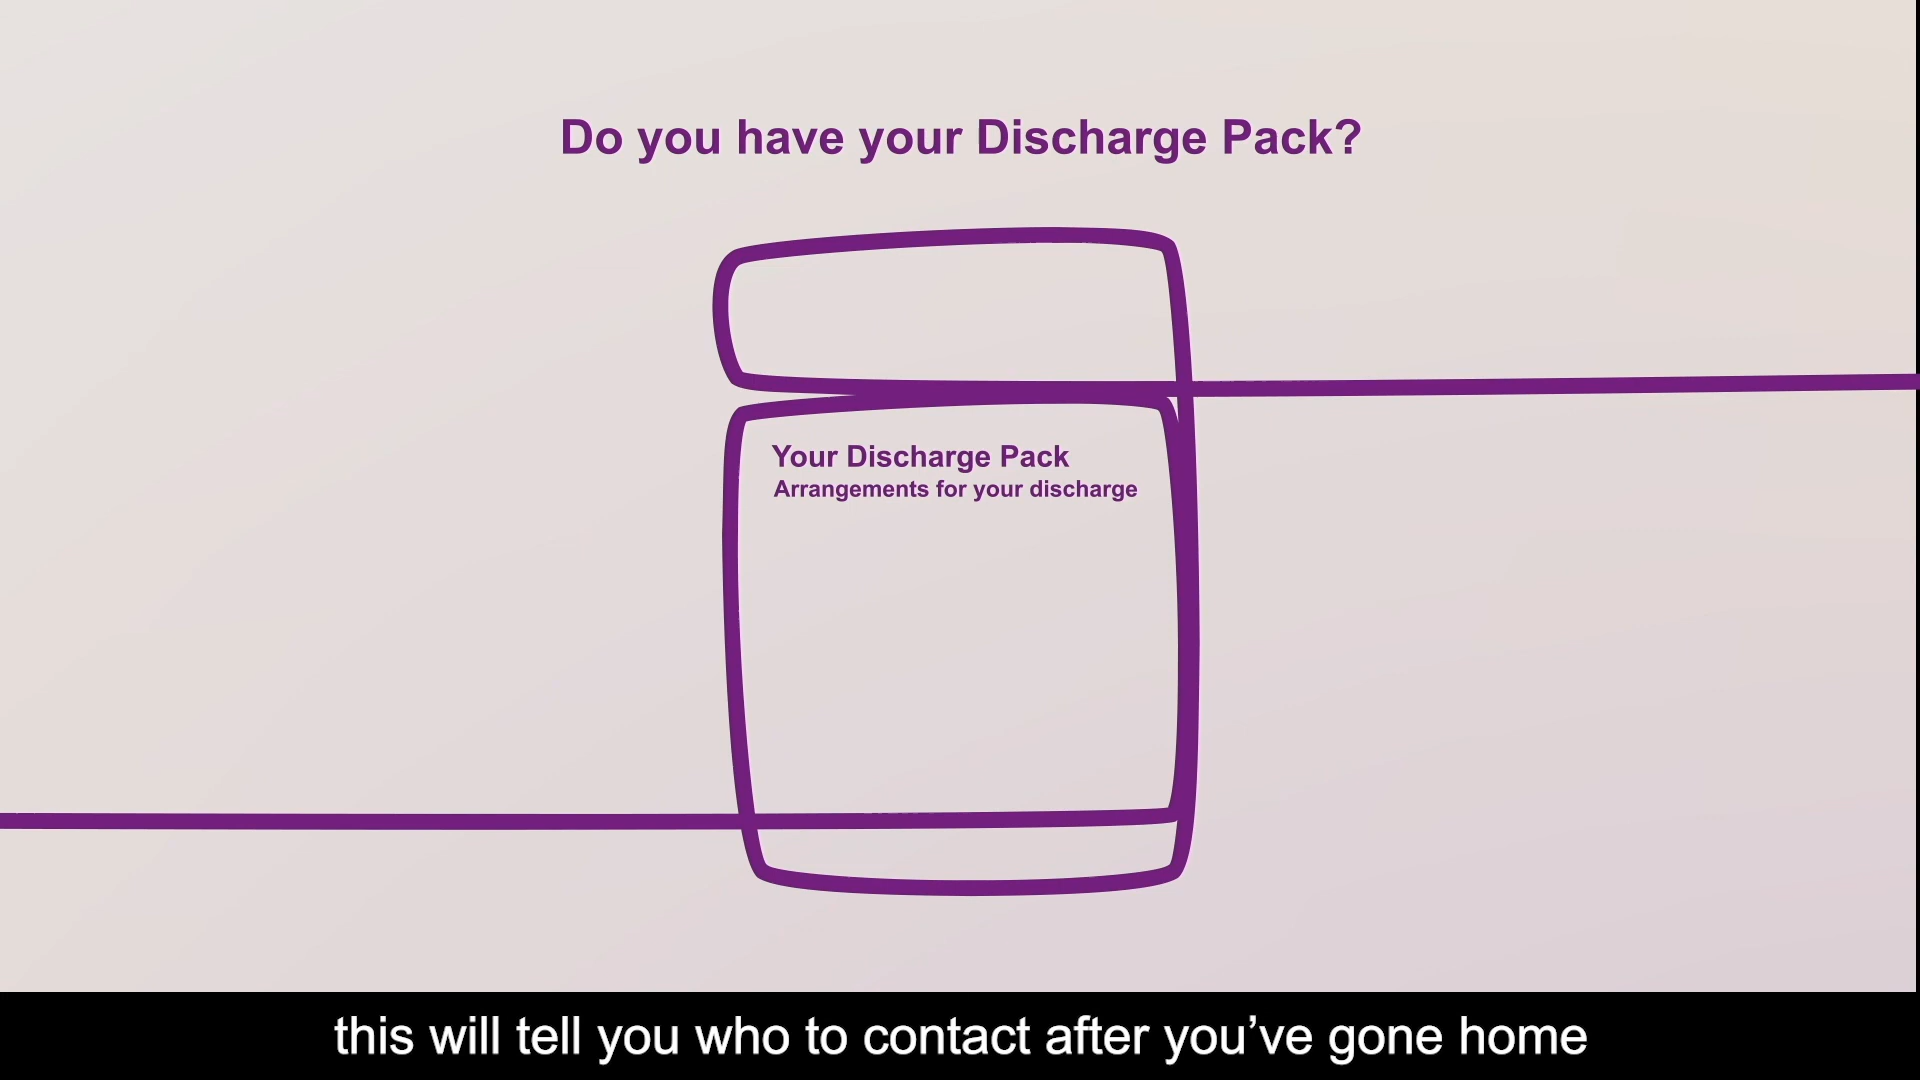 Do you have your Discharge Pack?
Your Discharge Pack
Arrangements for your discharge
this will tell you who to contact after you’ve gone home